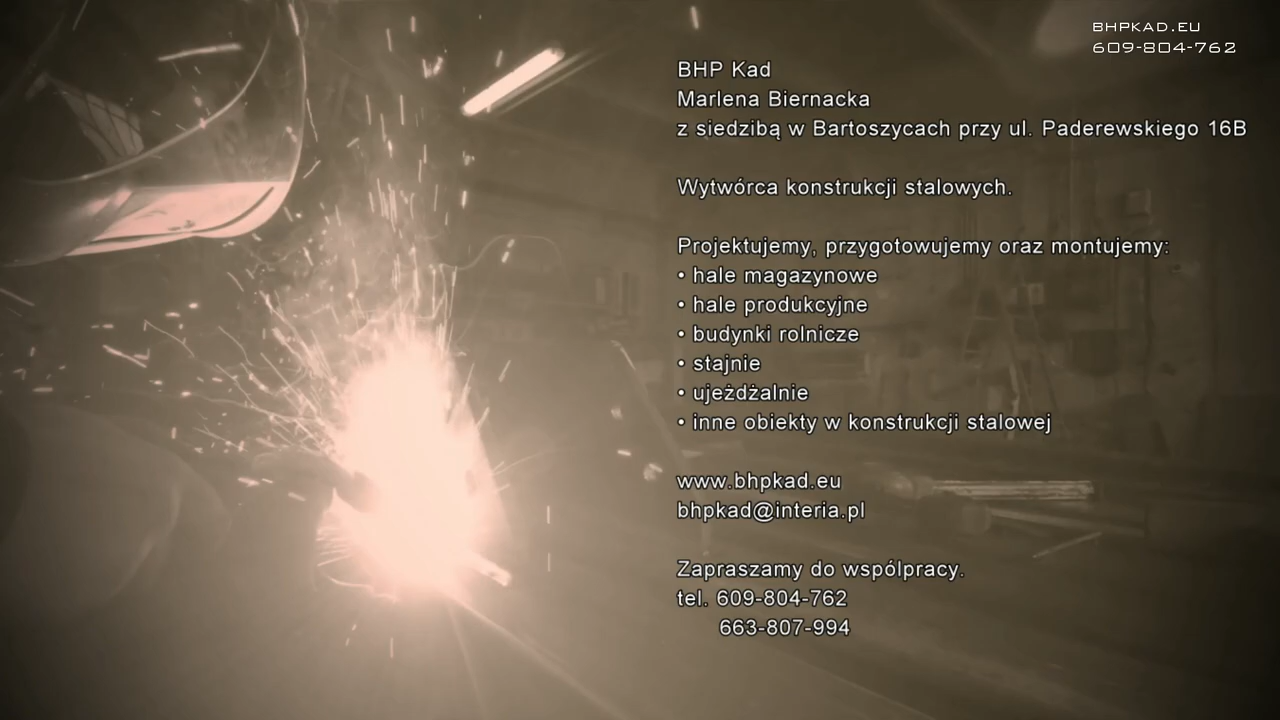 BHPKAD.EU
609-804-762
BHP Kad
Marlena Biernacka
z siedzibą w Bartoszycach przy ul. Paderewskiego 16B
Wytwórca konstrukcji stalowych.
Projektujemy, przygotowujemy oraz montujemy:
• hale magazynowe
• hale produkcyjne
• budynki rolnicze
• stajnie
• ujeżdżalnie
• inne obiekty w konstrukcji stalowej
www.bhpkad.eu
bhpkad@interia.pl
Zapraszamy do współpracy.
tel. 609-804-762
663-807-994